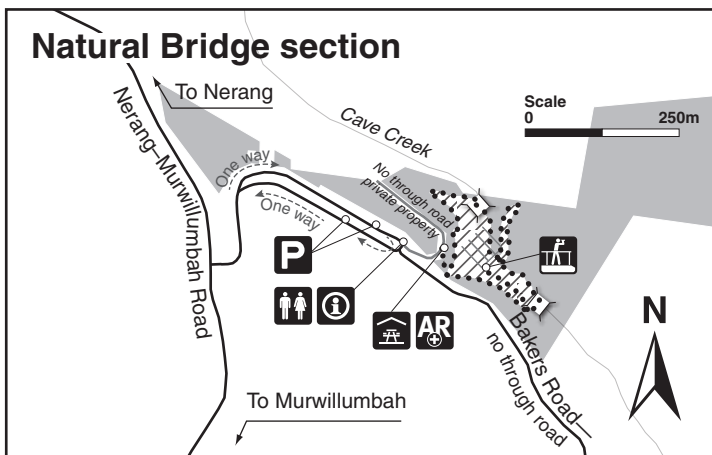 Natural Bridge section
To Nerang
Nerang–Murwillumbah Road
Cave Creek
Scale
0 250m
One way
One way
No through road
private property
P
i
AR
N
Bakers Road—
no through road
To Murwillumbah